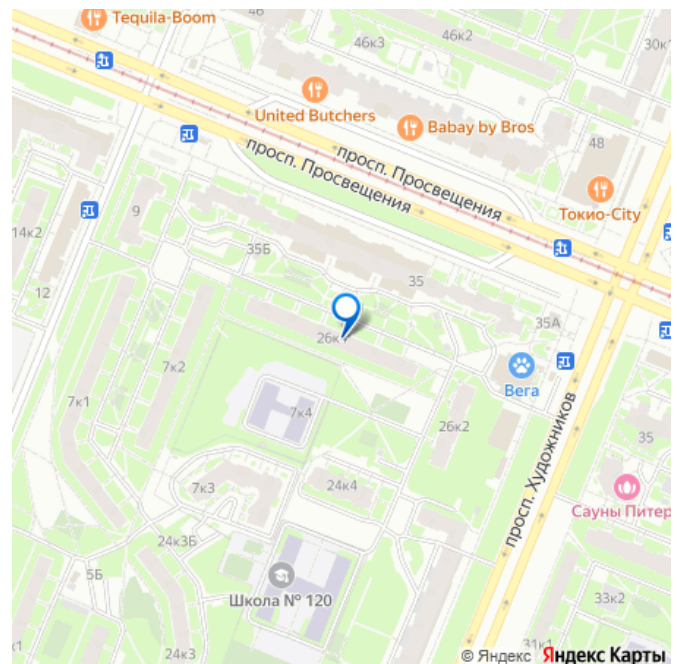 Tequila-Boom
46
46к3
46к2
30к1
United Butchers
Babay by Bros
48
просп. Просвещения
просп. Просвещения
Токио-City
14к2
9
35Б
35
12
35А
26к
Вега
7к2
7к1
7к4
26к2
35
просп. Художников
7к3
24к4
Сауны Питер
24к3Б
5Б
Школа № 120
33к2
24к3
31к1
© Яндекс Яндекс Карты